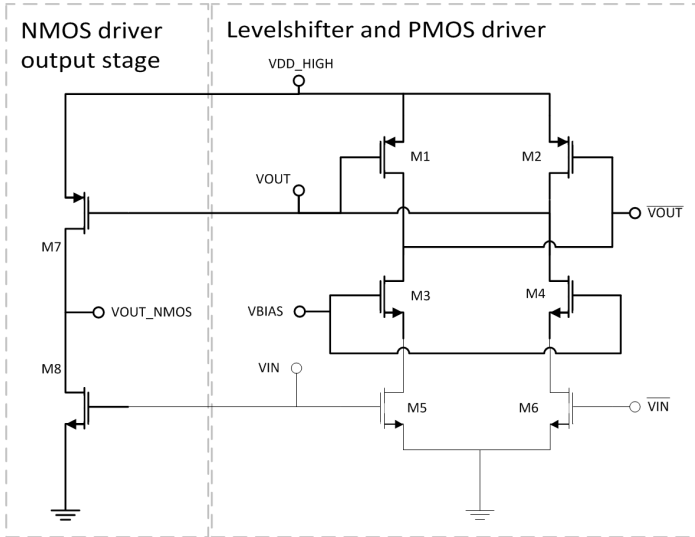 NMOS driver
output stage
Levelshifter and PMOS driver
VDD_HIGH
M1
M2
VOUT
VOUT
M7
VOUT_NMOS
VBIAS
M3
M4
M8
VIN
M5
M6
VIN